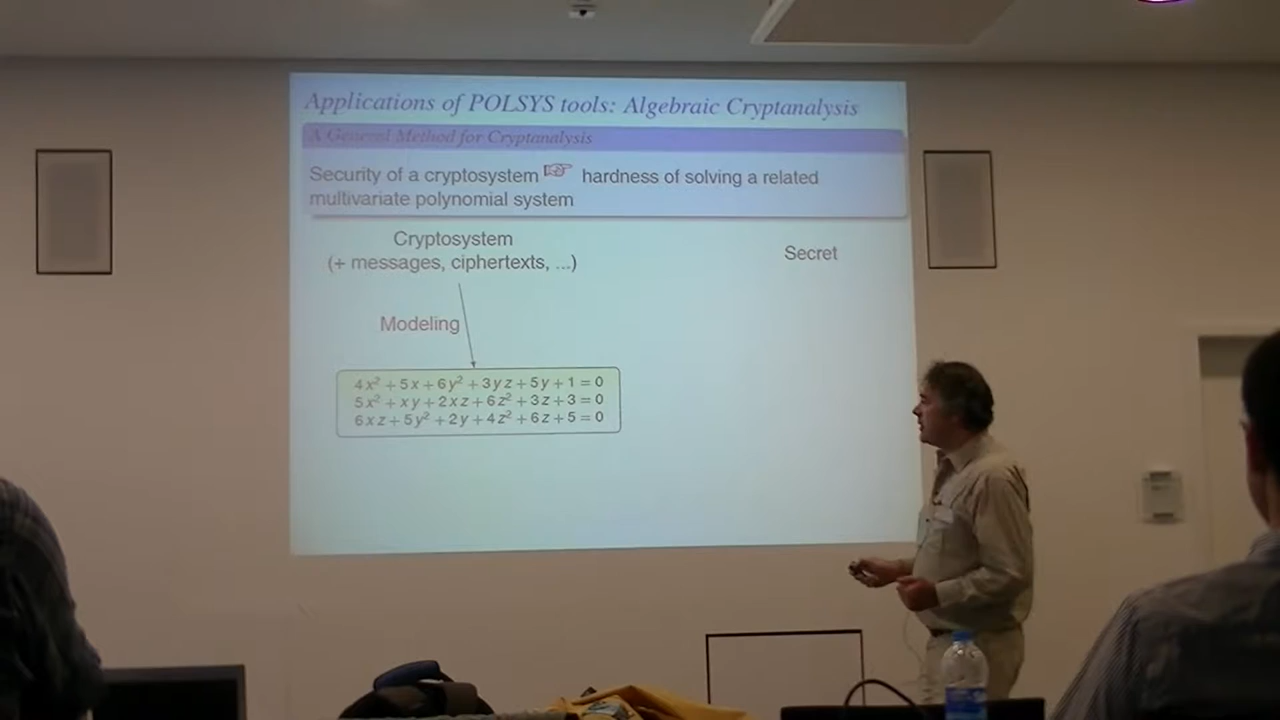 Applications of POLSYS tools: Algebraic Cryptanalysis
A General Method for Cryptanalysis
Security of a cryptosystem ☞ hardness of solving a related
multivariate polynomial system
Cryptosystem
(+ messages, ciphertexts, ...)
Secret
Modeling
4x² + 5x + 6y² + 3yz + 5y + 1 = 0
5x² + xy + 2xz + 6z² + 3z + 3 = 0
6xz + 5y² + 2y + 4z² + 6z + 5 = 0